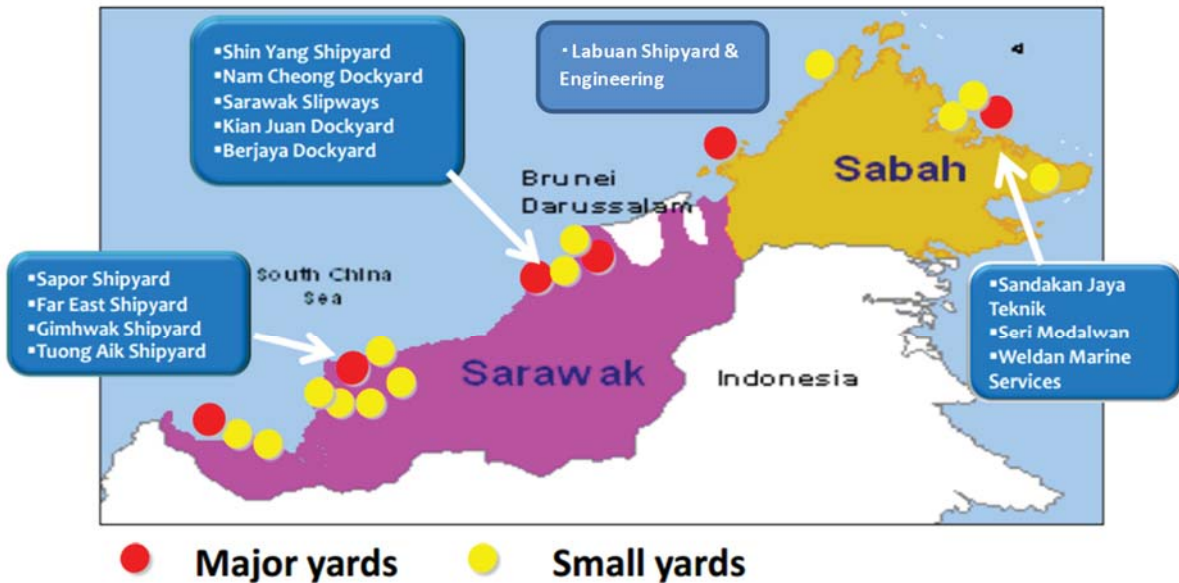 ▪Shin Yang Shipyard
▪Nam Cheong Dockyard
▪Sarawak Slipways
▪Kian Juan Dockyard
▪Berjaya Dockyard
· Labuan Shipyard &
Engineering
4
Sabah
Brunei
Darussalam
▪Sapor Shipyard
▪Far East Shipyard
▪Gimhwak Shipyard
▪Tuong Aik Shipyard
South China
Sea
▪Sandakan Jaya
Teknik
▪Seri Modalwan
▪Weldan Marine
Services
Sarawak
Indonesia
Major yards
Small yards